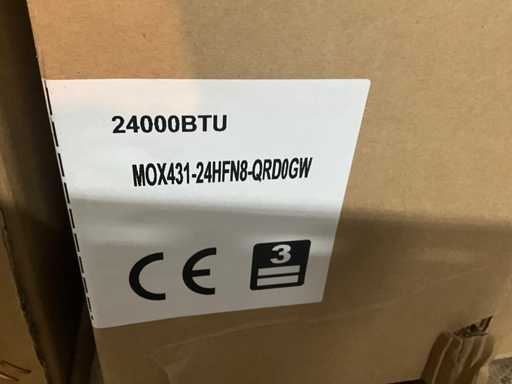 24000BTU
MOX431-24HFN8-QRD0GW
CE
3